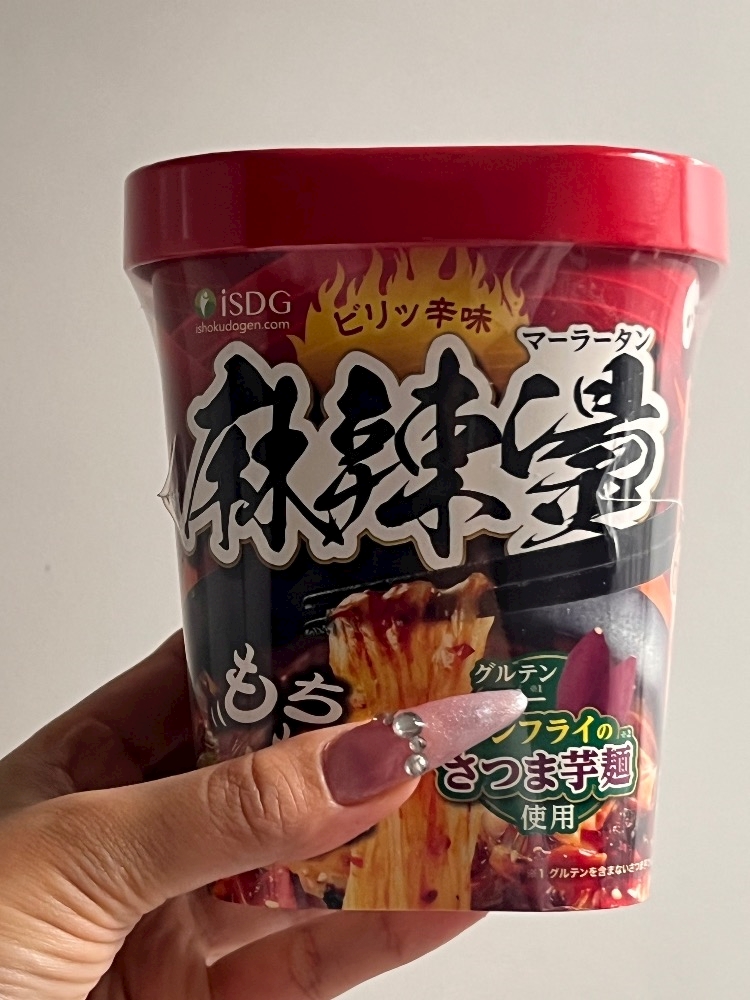 iSDG
ishokudogen.com
ビリッ辛味
マーラータン
麻辣湯
もち
グルテン
※1
ンフライの
※2
さつま芋麺
使用
※1 グルテンを含まないさつま